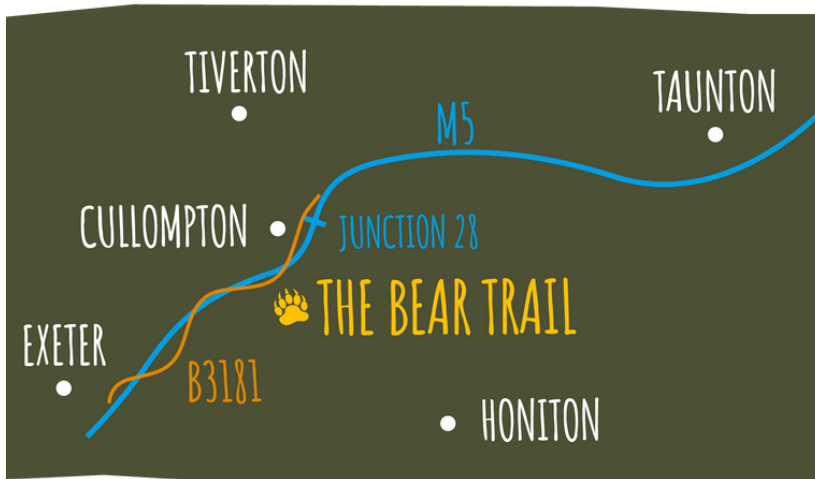 TIVERTON
TAUNTON
M5
CULLOMPTON
JUNCTION 28
THE BEAR TRAIL
EXETER
B3181
HONITON